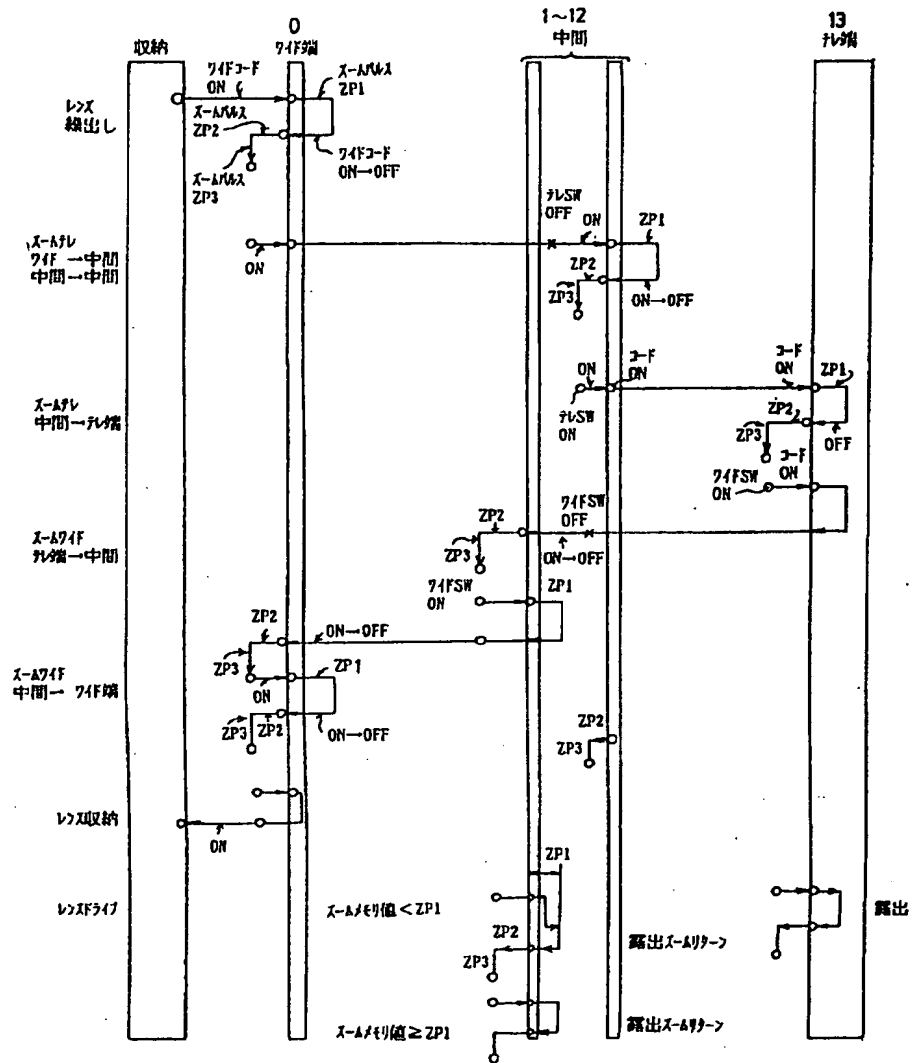 0
1～12
13
収納
ワイド端
中間
テレ端
ワイドコード
ON
ズームパルス
ZP1
レンズ
繰出し
ズームパルス
ZP2
ワイドコード
ON→OFF
ズームパルス
ZP3
テレSW
OFF
ON
ZP1
ズームテレ
ワイド→中間
中間→中間
ON
ZP2
ZP3
ON→OFF
ON
コード
ON
コード
ON
ZP1
ズームテレ
中間→テレ端
テレSW
ON
ZP2
ZP3
OFF
ワイドSW
ON
コード
ON
ズームワイド
テレ端→中間
ZP2
ワイドSW
OFF
ZP3
ON→OFF
ワイドSW
ON
ZP1
ZP2
ON→OFF
ZP3
ズームワイド
中間→ワイド端
ON
ZP1
ZP3
ZP2
ON→OFF
ZP2
ZP3
レンズ収納
ON
ZP1
レンズドライブ
ズームメモリ値＜ZP1
露出
ZP2
ZP3
露出ズームリターン
ズームメモリ値≧ZP1
露出ズームリターン